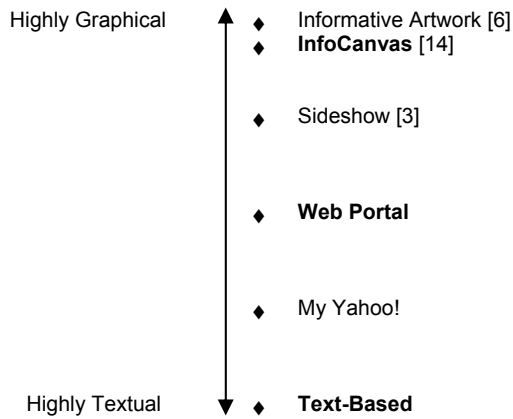 Highly Graphical
Informative Artwork [6]
InfoCanvas [14]
Sideshow [3]
Web Portal
My Yahoo!
Highly Textual
Text-Based